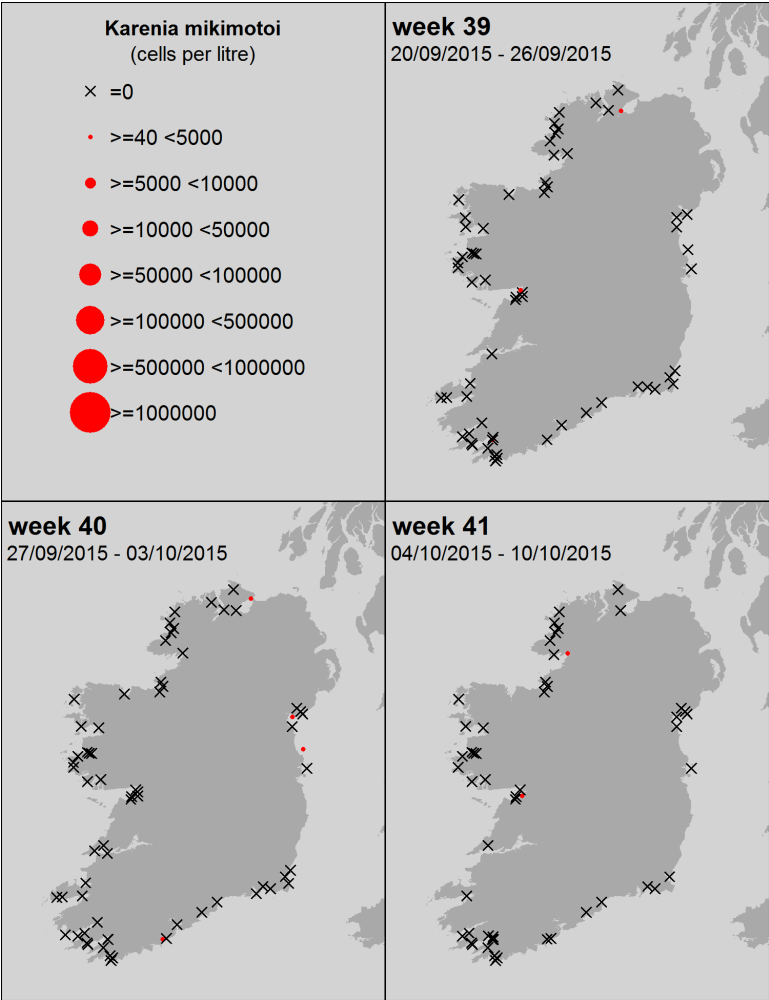 Karenia mikimotoi
(cells per litre)
=0
>=40 <5000
>=5000 <10000
>=10000 <50000
>=50000 <100000
>=100000 <500000
>=500000 <1000000
>=1000000
week 39
20/09/2015 - 26/09/2015
week 40
27/09/2015 - 03/10/2015
week 41
04/10/2015 - 10/10/2015